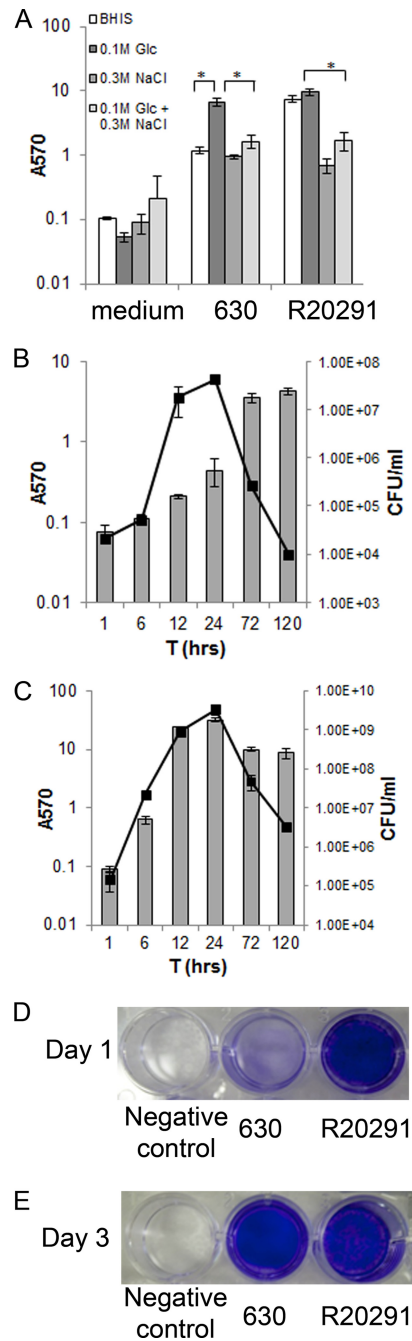 A
BHIS
0.1M Glc
0.3M NaCl
0.1M Glc +
0.3M NaCl
*
*
*
100
10
1
0.1
0.01
A570
medium 630 R20291
B
10
1
0.1
0.01
A570
1.00E+08
1.00E+07
1.00E+06
1.00E+05
1.00E+04
1.00E+03
CFU/ml
1 6 12 24 72 120
T (hrs)
C
100
10
1
0.1
0.01
A570
1.00E+10
1.00E+09
1.00E+08
1.00E+07
1.00E+06
1.00E+05
1.00E+04
CFU/ml
1 6 12 24 72 120
T (hrs)
D
Day 1
Negative
control
630
R20291
E
Day 3
Negative
control
630
R20291